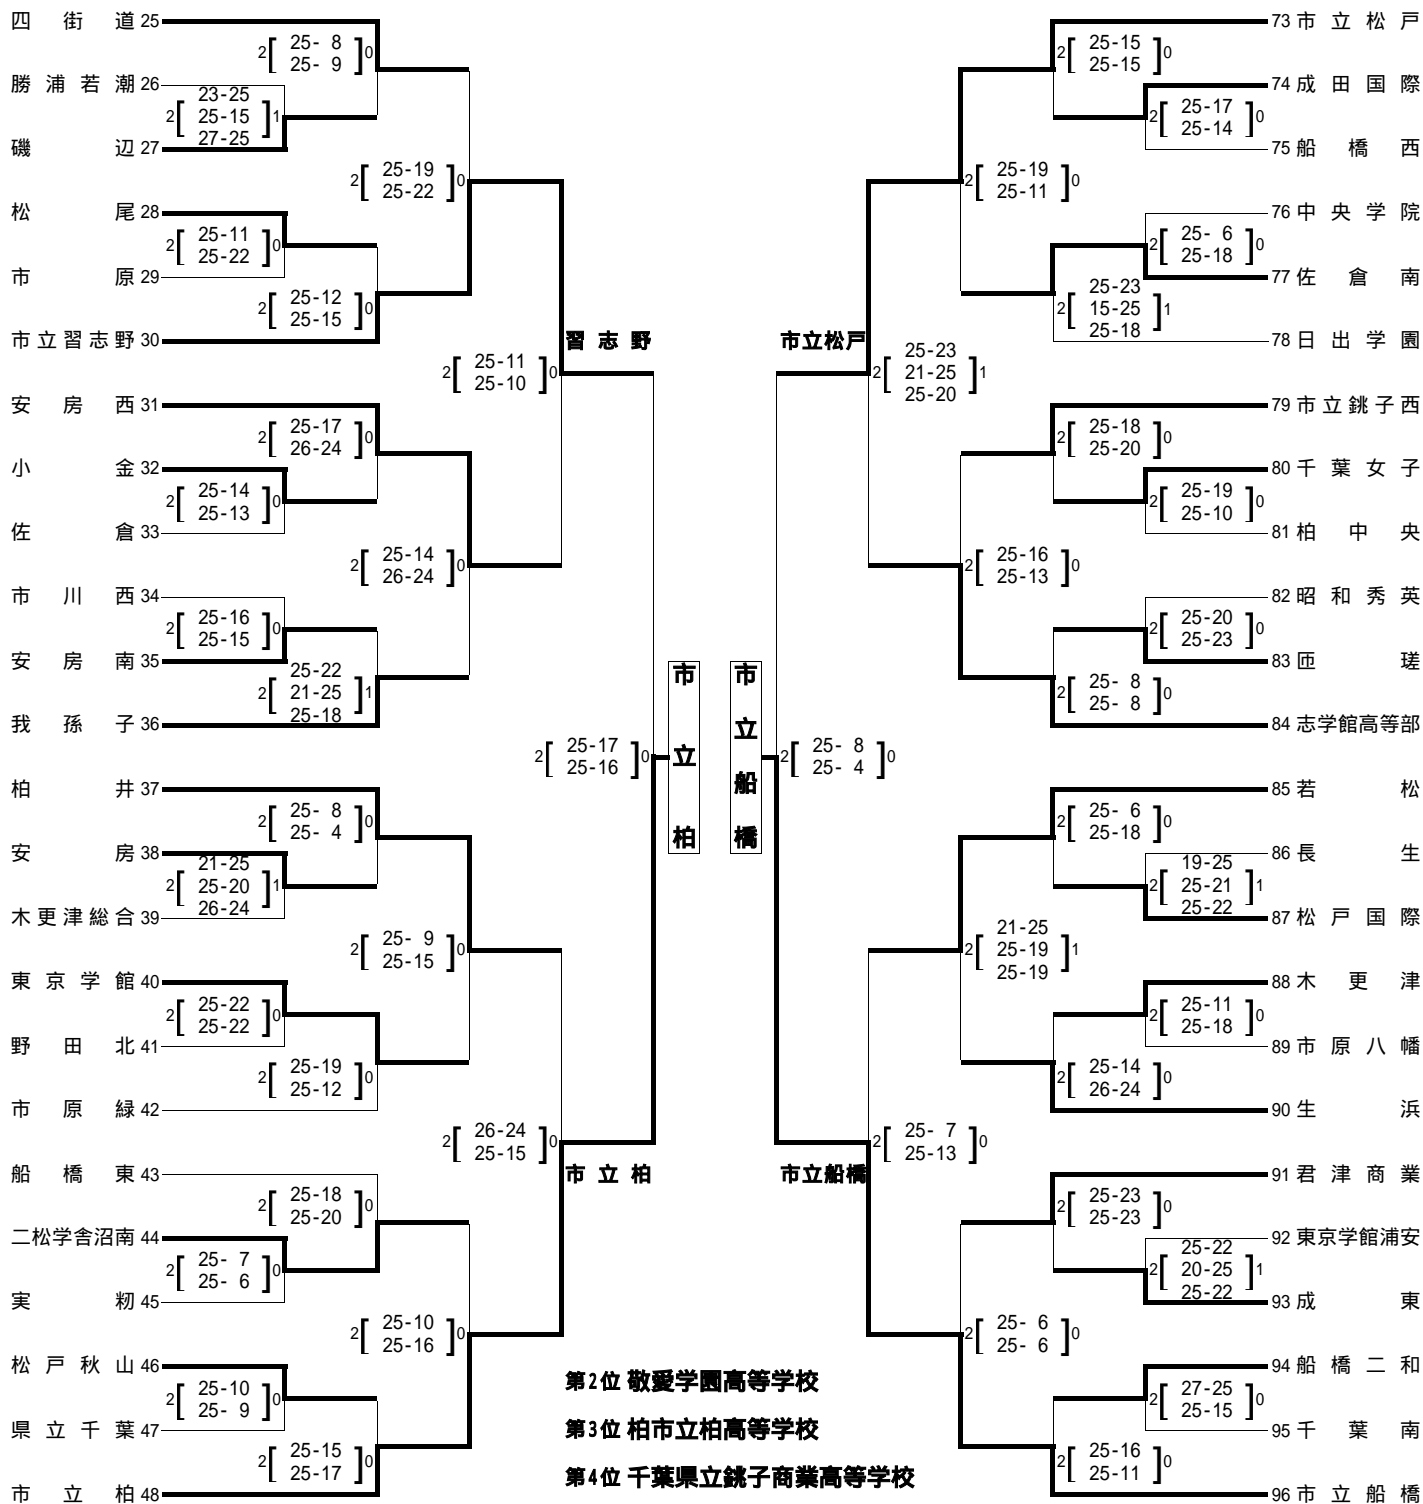 四街道 25
2[ 25- 8 ]0
25- 9
勝浦若潮 26
2[ 23-25 ]1
25-15
27-25
磯辺 27
2[ 25-19 ]0
25-22
松尾 28
2[ 25-11 ]0
25-22
市原 29
2[ 25-12 ]0
25-15
市立習志野 30
習志野
2[ 25-11 ]0
25-10
安房西 31
2[ 25-17 ]0
26-24
小金 32
2[ 25-14 ]0
25-13
佐倉 33
2[ 25-14 ]0
26-24
市川西 34
2[ 25-16 ]0
25-15
安房南 35
2[ 25-22 ]1
21-25
25-18
我孫子 36
2[ 25-17 ]0
25-16
市立柏
柏井 37
2[ 25- 8 ]0
25- 4
安房 38
2[ 21-25 ]1
25-20
26-24
木更津総合 39
2[ 25- 9 ]0
25-15
東京学館 40
2[ 25-22 ]0
25-22
野田北 41
2[ 25-19 ]0
25-12
市原緑 42
2[ 26-24 ]0
25-15
市立柏
船橋東 43
2[ 25-18 ]0
25-20
二松学舎沼南 44
2[ 25- 7 ]0
25- 6
実籾 45
2[ 25-10 ]0
25-16
松戸秋山 46
2[ 25-10 ]0
25- 9
県立千葉 47
2[ 25-15 ]0
25-17
市立柏 48
73 市立松戸
2[ 25-15 ]0
25-15
74 成田国際
2[ 25-17 ]0
25-14
75 船橋西
2[ 25-19 ]0
25-11
76 中央学院
2[ 25- 6 ]0
25-18
77 佐倉南
2[ 25-23 ]1
15-25
25-18
78 日出学園
市立松戸
2[ 25-23 ]1
21-25
25-20
79 市立銚子西
2[ 25-18 ]0
25-20
80 千葉女子
2[ 25-19 ]0
25-10
81 柏中央
2[ 25-16 ]0
25-13
82 昭和秀英
2[ 25-20 ]0
25-23
83 匝瑳
2[ 25- 8 ]0
25- 8
84 志学館高等部
市立船橋
2[ 25- 8 ]0
25- 4
85 若松
2[ 25- 6 ]0
25-18
86 長生
2[ 19-25 ]1
25-21
25-22
87 松戸国際
2[ 21-25 ]1
25-19
25-19
88 木更津
2[ 25-11 ]0
25-18
89 市原八幡
2[ 25-14 ]0
26-24
90 生浜
2[ 25- 7 ]0
25-13
市立船橋
91 君津商業
2[ 25-23 ]0
25-23
92 東京学館浦安
2[ 25-22 ]1
20-25
25-22
93 成東
2[ 25- 6 ]0
25- 6
94 船橋二和
2[ 27-25 ]0
25-15
95 千葉南
2[ 25-16 ]0
25-11
96 市立船橋
第2位 敬愛学園高等学校
第3位 柏市立柏高等学校
第4位 千葉県立銚子商業高等学校